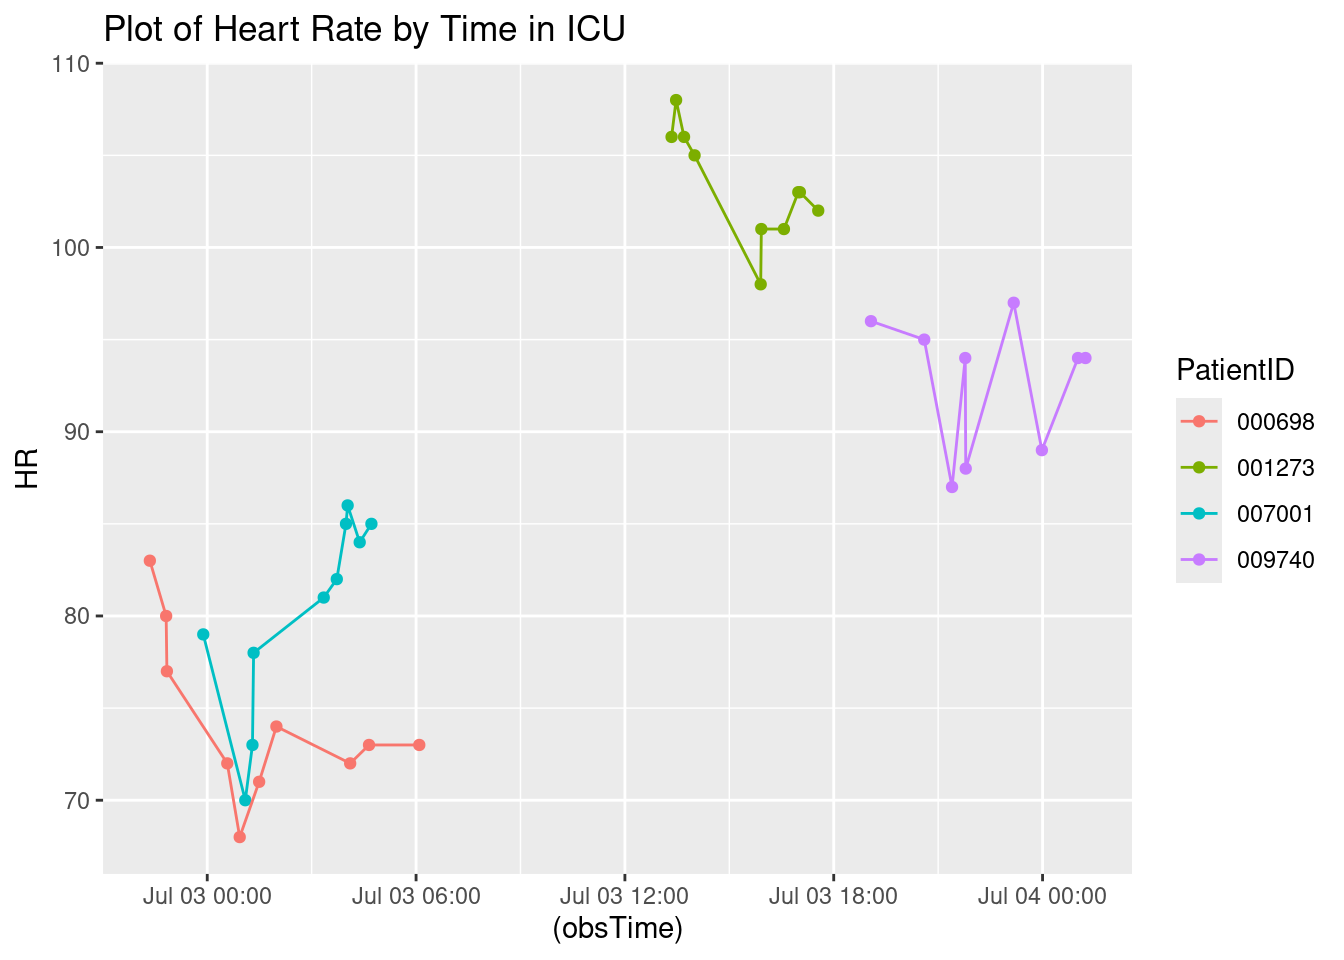 Plot of Heart Rate by Time in ICU
110
100
90
80
70
HR
Jul 03 00:00
Jul 03 06:00
Jul 03 12:00
Jul 03 18:00
Jul 04 00:00
(obsTime)
PatientID
000698
001273
007001
009740